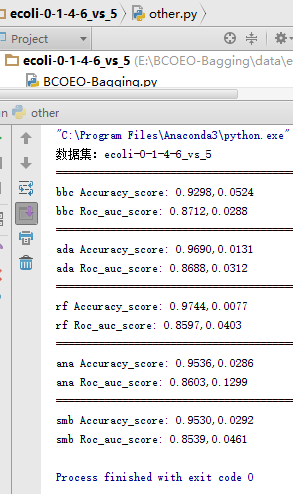 ecoli-0-1-4-6_vs_5 other.py
Project
ecoli-0-1-4-6_vs_5 (E:\BCOEO-Bagging\data\e
BCOEO-Bagging.py
n other
"C:\Program Files\Anaconda3\python.exe"
数据集：ecoli-0-1-4-6_vs_5
bbc Accuracy_score: 0.9298,0.0524
bbc Roc_auc_score: 0.8712,0.0288
ada Accuracy_score: 0.9690,0.0131
ada Roc_auc_score: 0.8688,0.0312
rf Accuracy_score: 0.9744,0.0077
rf Roc_auc_score: 0.8597,0.0403
ana Accuracy_score: 0.9536,0.0286
ana Roc_auc_score: 0.8603,0.1299
smb Accuracy_score: 0.9530,0.0292
smb Roc_auc_score: 0.8539,0.0461
Process finished with exit code 0